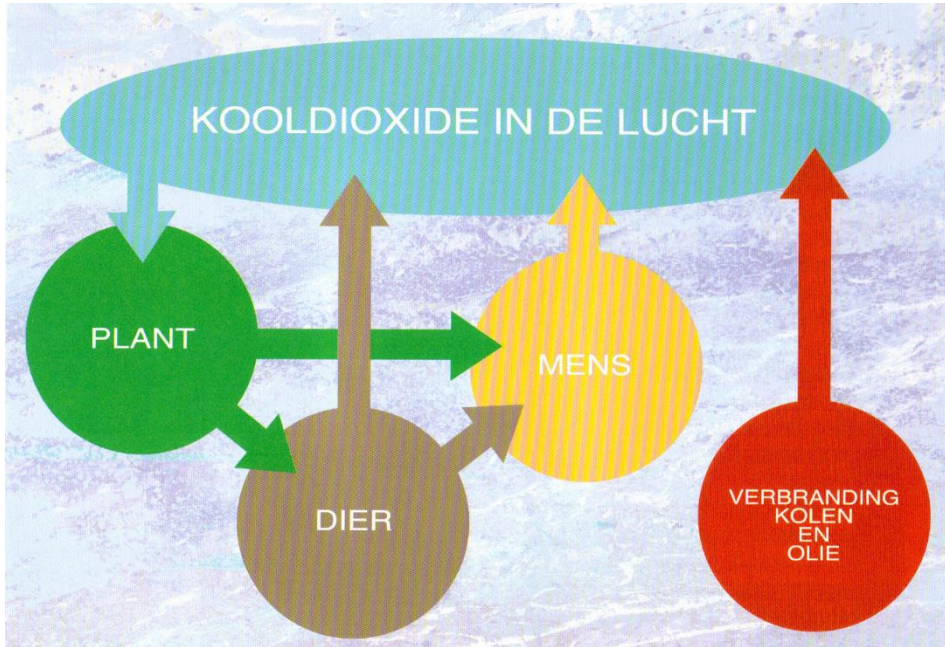 KOOLDIOXIDE IN DE LUCHT
PLANT
MENS
DIER
VERBRANDING
KOLEN
EN
OLIE